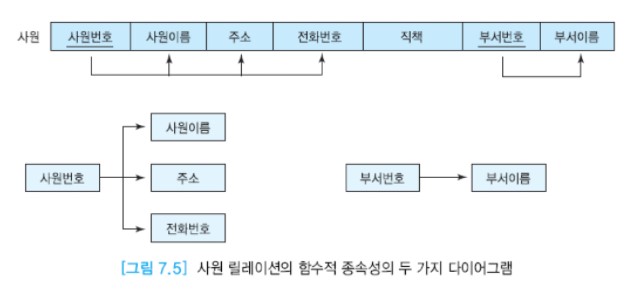 사원 사원번호 사원이름 주소 전화번호 직책 부서번호 부서이름
사원이름
사원번호 주소 부서번호 부서이름
전화번호
[그림 7.5] 사원 릴레이션의 함수적 종속성의 두 가지 다이어그램